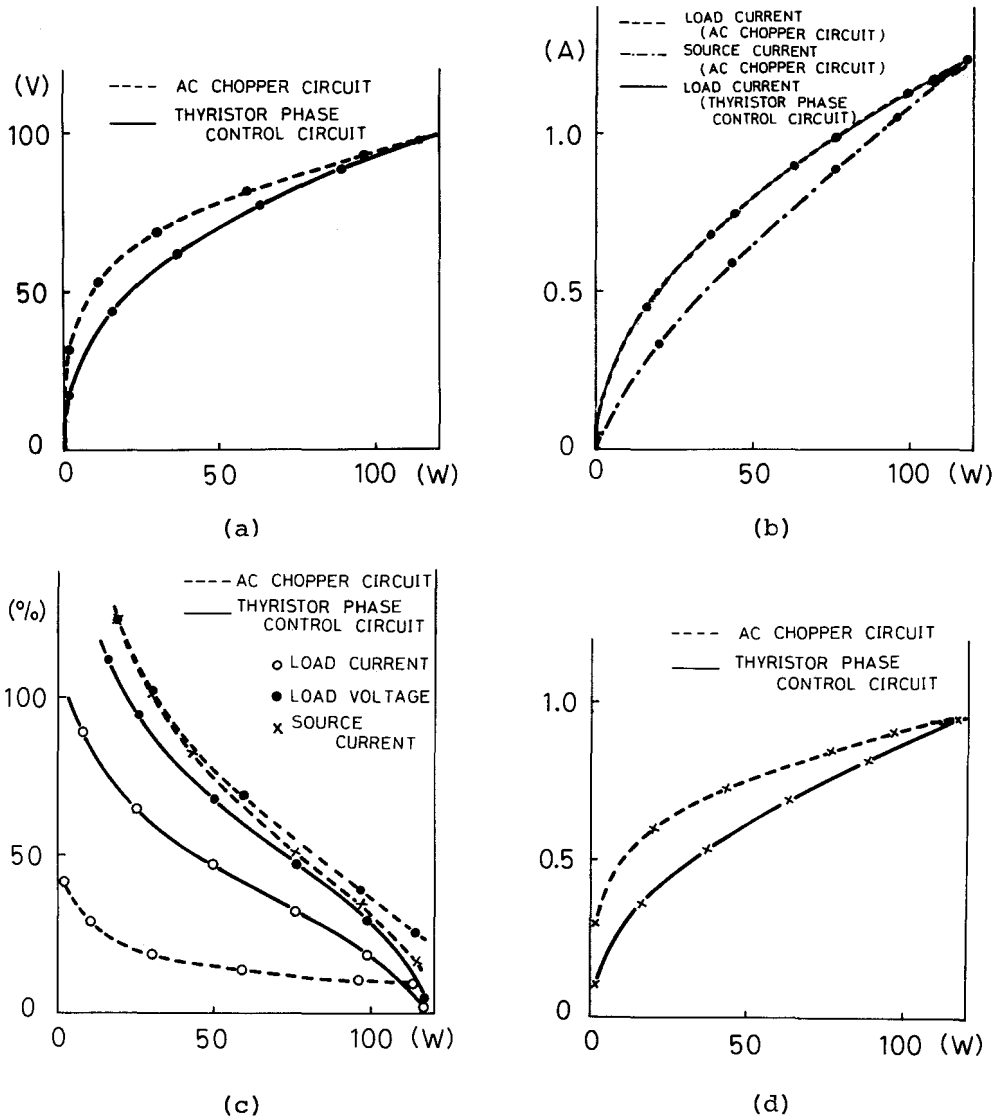 (V)
AC CHOPPER CIRCUIT
THYRISTOR PHASE
CONTROL CIRCUIT
100
50
0
0 50 100 (W)
(a)
(A)
LOAD CURRENT
(AC CHOPPER CIRCUIT)
SOURCE CURRENT
(AC CHOPPER CIRCUIT)
LOAD CURRENT
(THYRISTOR PHASE
CONTROL CIRCUIT)
1.0
0.5
0
0 50 100 (W)
(b)
(%)
AC CHOPPER CIRCUIT
THYRISTOR PHASE
CONTROL CIRCUIT
LOAD CURRENT
LOAD VOLTAGE
SOURCE
CURRENT
100
50
0
0 50 100 (W)
(c)
AC CHOPPER CIRCUIT
THYRISTOR PHASE
CONTROL CIRCUIT
1.0
0.5
0
0 50 100 (W)
(d)